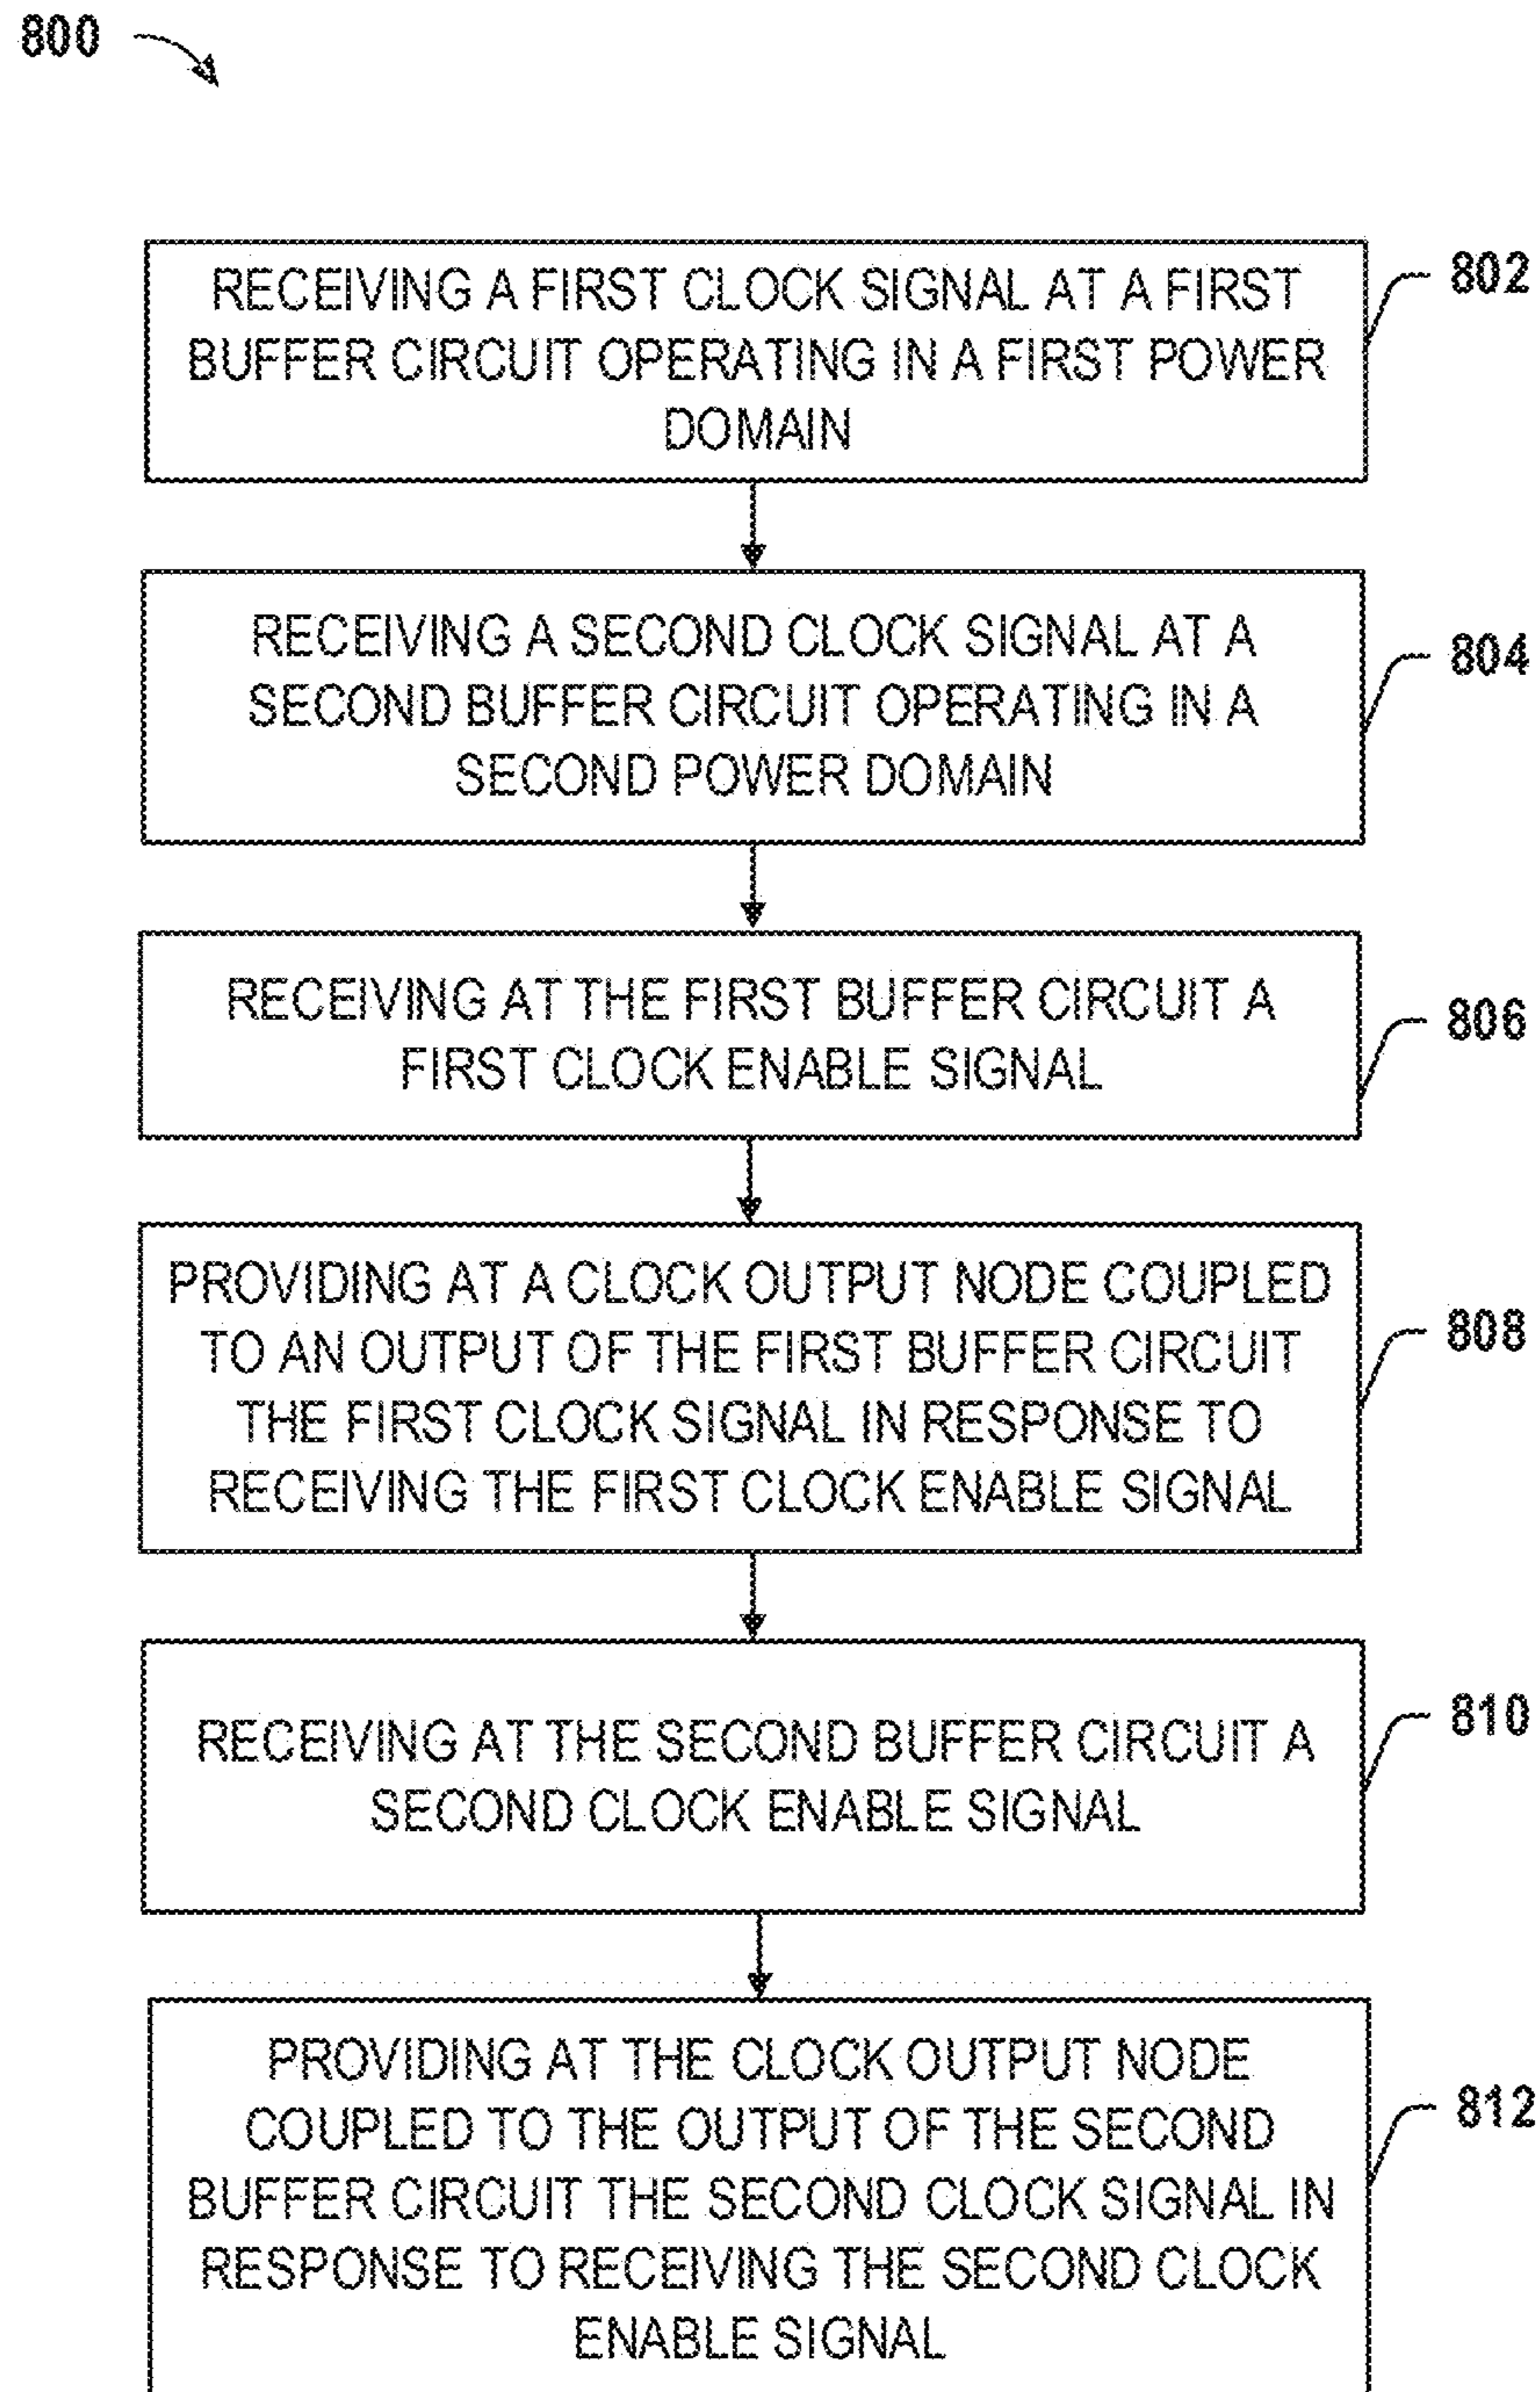 800
RECEIVING A FIRST CLOCK SIGNAL AT A FIRST
BUFFER CIRCUIT OPERATING IN A FIRST POWER
DOMAIN
802
RECEIVING A SECOND CLOCK SIGNAL AT A
SECOND BUFFER CIRCUIT OPERATING IN A
SECOND POWER DOMAIN
804
RECEIVING AT THE FIRST BUFFER CIRCUIT A
FIRST CLOCK ENABLE SIGNAL
806
PROVIDING AT A CLOCK OUTPUT NODE COUPLED
TO AN OUTPUT OF THE FIRST BUFFER CIRCUIT
THE FIRST CLOCK SIGNAL IN RESPONSE TO
RECEIVING THE FIRST CLOCK ENABLE SIGNAL
808
RECEIVING AT THE SECOND BUFFER CIRCUIT A
SECOND CLOCK ENABLE SIGNAL
810
PROVIDING AT THE CLOCK OUTPUT NODE
COUPLED TO THE OUTPUT OF THE SECOND
BUFFER CIRCUIT THE SECOND CLOCK SIGNAL IN
RESPONSE TO RECEIVING THE SECOND CLOCK
ENABLE SIGNAL
812